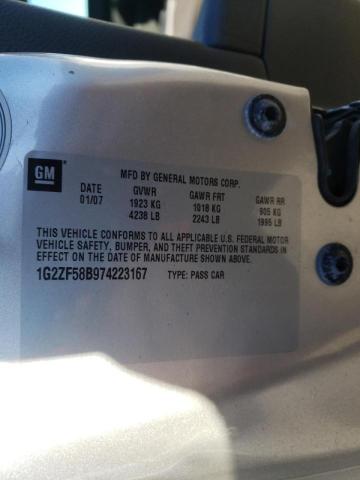 GM
MFD BY GENERAL MOTORS CORP.
DATE GVWR GAWR FRT GAWR RR
01/07 1923 KG 1018 KG 905 KG
4238 LB 2243 LB 1995 LB
THIS VEHICLE CONFORMS TO ALL APPLICABLE U.S. FEDERAL MOTOR
VEHICLE SAFETY, BUMPER, AND THEFT PREVENTION STANDARDS IN
EFFECT ON THE DATE OF MANUFACTURE SHOWN ABOVE.
1G2ZF58B974223167 TYPE: PASS CAR